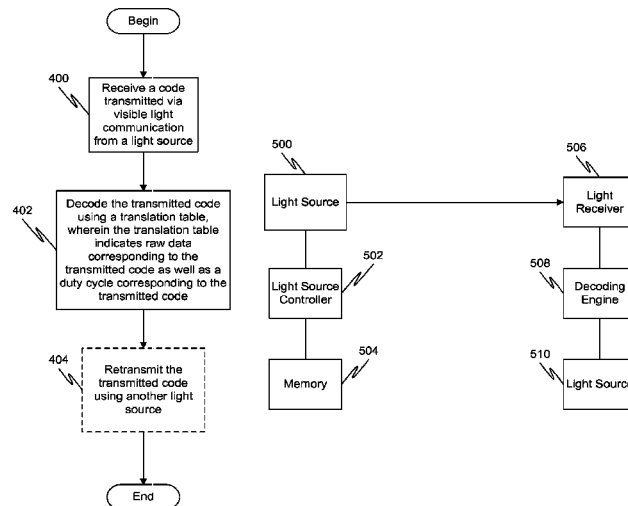 Begin
400
Receive a code
transmitted via
visible light
communication
from a light source
402
Decode the transmitted code
using a translation table,
wherein the translation table
indicates raw data
corresponding to the
transmitted code as well as a
duty cycle corresponding to the
transmitted code
404
Retransmit the
transmitted code
using another light
source
End
500
Light Source
502
Light Source
Controller
504
Memory
506
Light
Receiver
508
Decoding
Engine
510
Light Source